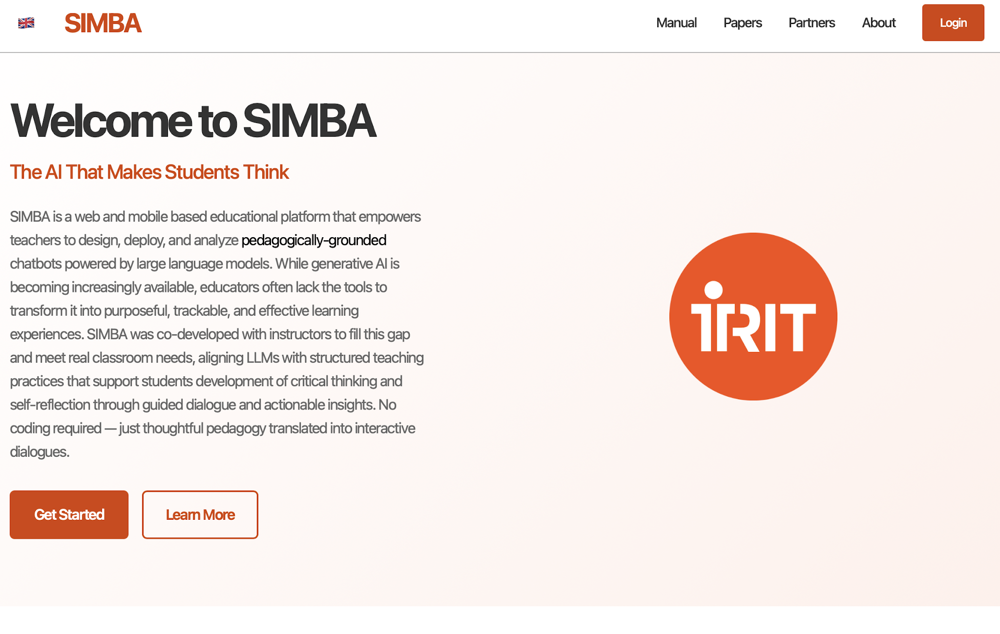 SIMBA
Manual
Papers
Partners
About
Login
Welcome to SIMBA
The AI That Makes Students Think
SIMBA is a web and mobile based educational platform that empowers
teachers to design, deploy, and analyze pedagogically-grounded
chatbots powered by large language models. While generative AI is
becoming increasingly available, educators often lack the tools to
transform it into purposeful, trackable, and effective learning
experiences. SIMBA was co-developed with instructors to fill this gap
and meet real classroom needs, aligning LLMs with structured teaching
practices that support students development of critical thinking and
self-reflection through guided dialogue and actionable insights. No
coding required — just thoughtful pedagogy translated into interactive
dialogues.
Get Started
Learn More
iRIT